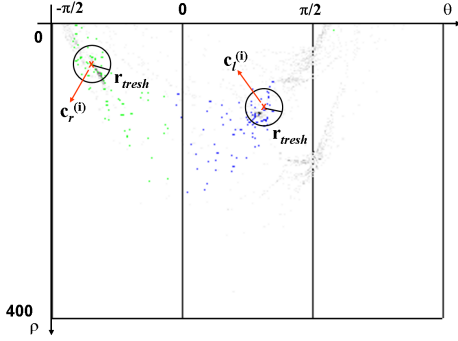 -π/2 0 π/2 θ
0
c_l^(i)
r_tresh
c_r^(i)
r_tresh
400
ρ